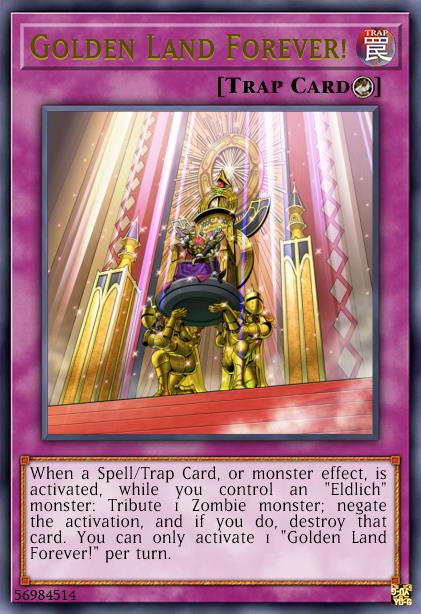 GOLDEN LAND FOREVER!
TRAP
罠
[TRAP CARD]
When a Spell/Trap Card, or monster effect, is
activated, while you control an "Eldlich"
monster: Tribute 1 Zombie monster; negate
the activation, and if you do, destroy that
card. You can only activate 1 "Golden Land
Forever!" per turn.
56984514